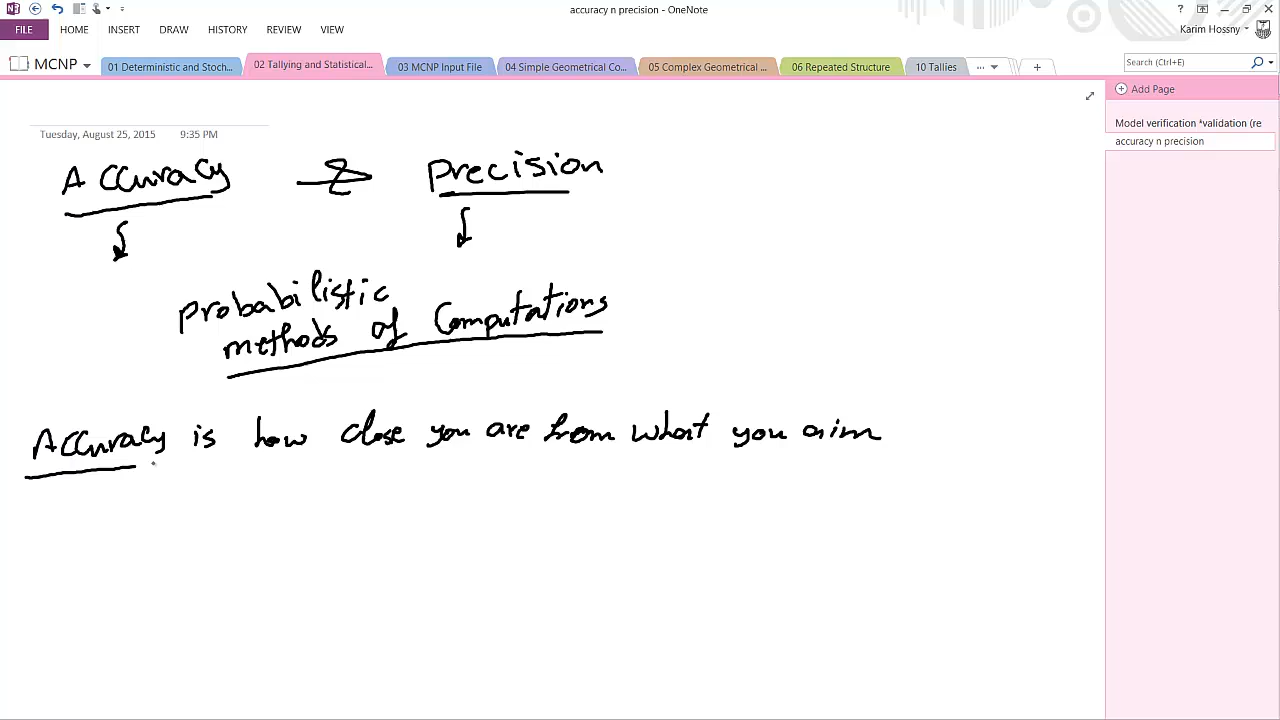 accuracy n precision - OneNote
FILE HOME INSERT DRAW HISTORY REVIEW VIEW
Karim Hossny
MCNP
01 Deterministic and Stoch...
02 Tallying and Statistical...
03 MCNP Input File
04 Simple Geometrical Co...
05 Complex Geometrical ...
06 Repeated Structure
10 Tallies
Search (Ctrl+E)
Add Page
Model verification *validation (re
accuracy n precision
Tuesday, August 25, 2015 9:35 PM
Accuracy & Precision
Probabilistic
methods of Computations
Accuracy is how close you are from what you aim